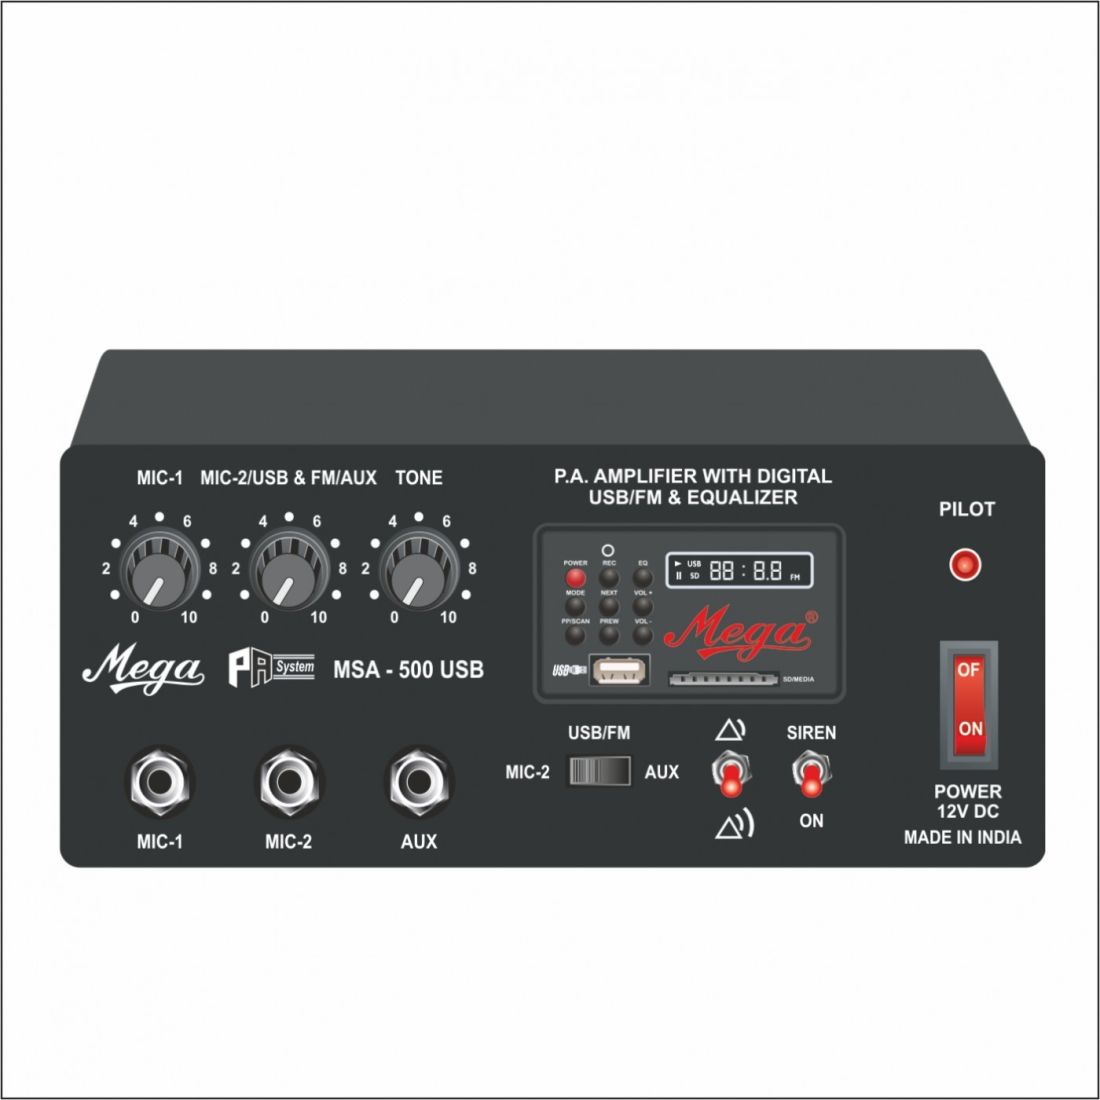 MIC-1 MIC-2/USB & FM/AUX TONE
4 6 4 6 4 6
2 8 2 8 2 8
0 10 0 10 0 10
Mega PA System MSA - 500 USB
MIC-1 MIC-2 AUX
P.A. AMPLIFIER WITH DIGITAL
USB/FM & EQUALIZER
POWER REC EQ
MODE NEXT VOL +
PP/SCAN PREW VOL -
USB
SD 88 : 8.8 FM
Mega®
USB
SD/MEDIA
USB/FM
MIC-2 AUX
SIREN
ON
PILOT
OF
ON
POWER
12V DC
MADE IN INDIA